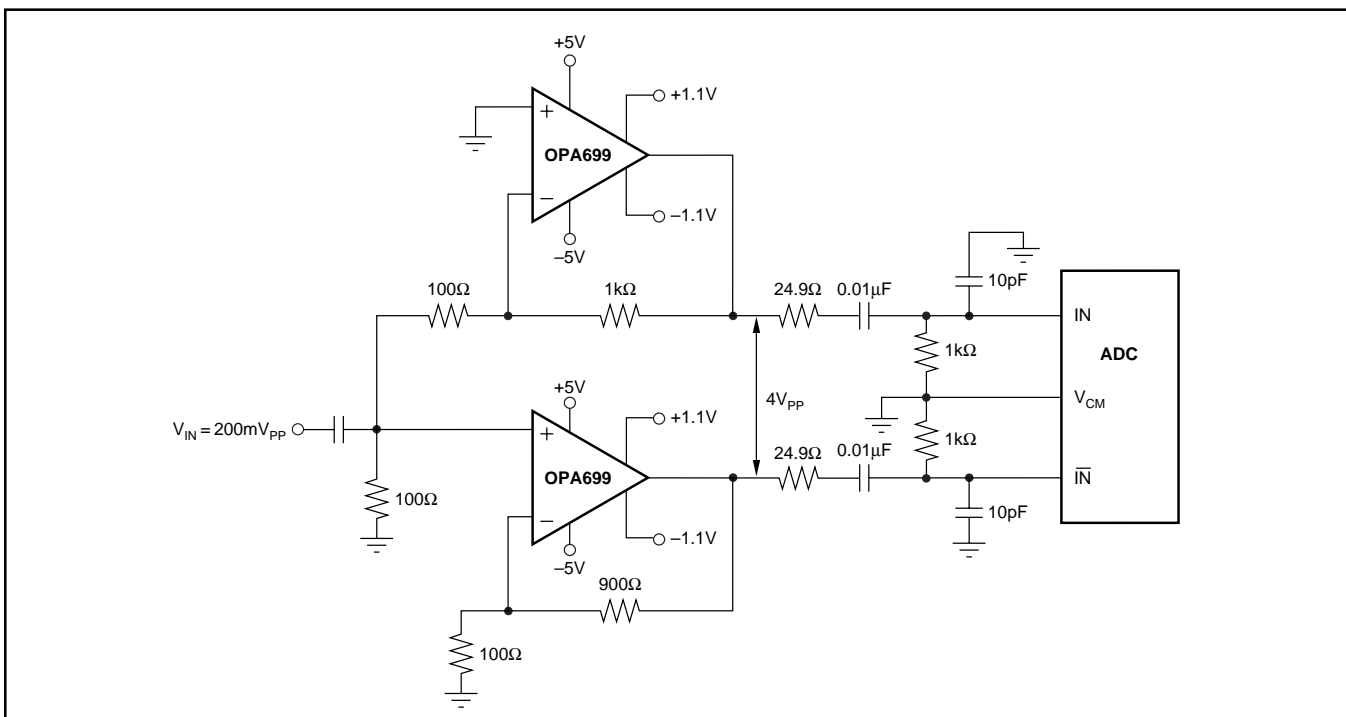 +5V
+1.1V
+
OPA699
−
−1.1V
−5V
100Ω
1kΩ
24.9Ω
0.01µF
10pF
IN
1kΩ
ADC
4VPP
VCM
+5V
+1.1V
VIN = 200mVPP
+
1kΩ
24.9Ω
0.01µF
OPA699
IN
100Ω
−
10pF
−1.1V
−5V
900Ω
100Ω